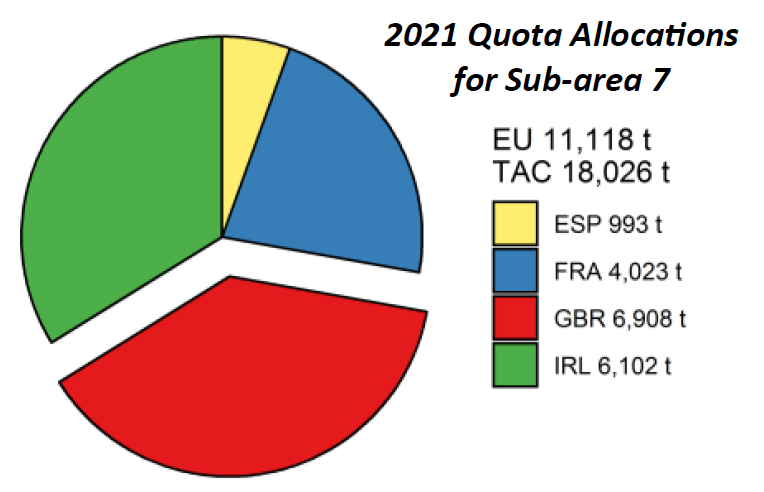 2021 Quota Allocations
for Sub-area 7
EU 11,118 t
TAC 18,026 t
ESP 993 t
FRA 4,023 t
GBR 6,908 t
IRL 6,102 t